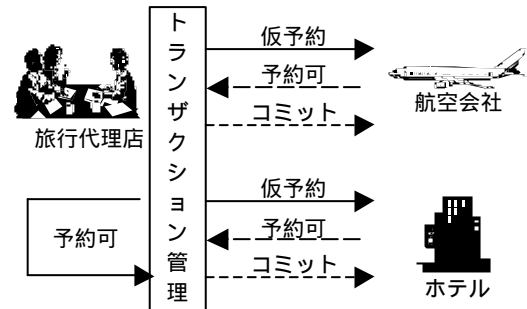 トランザクション管理
仮予約
予約可
コミット
旅行代理店
航空会社
仮予約
予約可
コミット
予約可
ホテル